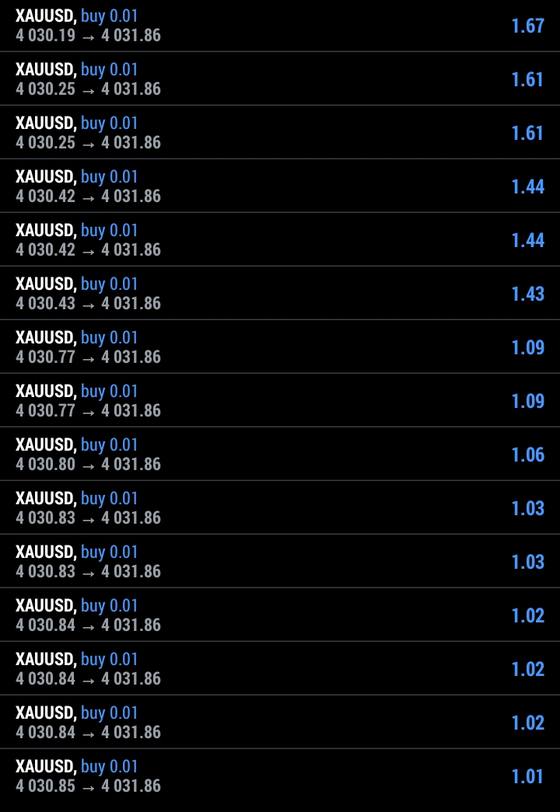 XAUUSD, buy 0.01
4 030.19 → 4 031.86
1.67
XAUUSD, buy 0.01
4 030.25 → 4 031.86
1.61
XAUUSD, buy 0.01
4 030.25 → 4 031.86
1.61
XAUUSD, buy 0.01
4 030.42 → 4 031.86
1.44
XAUUSD, buy 0.01
4 030.42 → 4 031.86
1.44
XAUUSD, buy 0.01
4 030.43 → 4 031.86
1.43
XAUUSD, buy 0.01
4 030.77 → 4 031.86
1.09
XAUUSD, buy 0.01
4 030.77 → 4 031.86
1.09
XAUUSD, buy 0.01
4 030.80 → 4 031.86
1.06
XAUUSD, buy 0.01
4 030.83 → 4 031.86
1.03
XAUUSD, buy 0.01
4 030.83 → 4 031.86
1.03
XAUUSD, buy 0.01
4 030.84 → 4 031.86
1.02
XAUUSD, buy 0.01
4 030.84 → 4 031.86
1.02
XAUUSD, buy 0.01
4 030.84 → 4 031.86
1.02
XAUUSD, buy 0.01
4 030.85 → 4 031.86
1.01